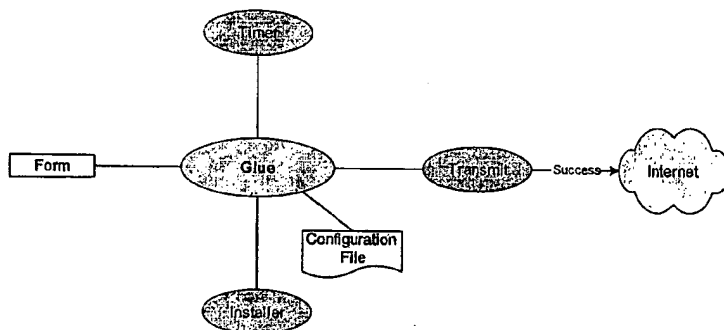 Timer
Form
Glue
Transmit
Success
Internet
Configuration
File
Installer